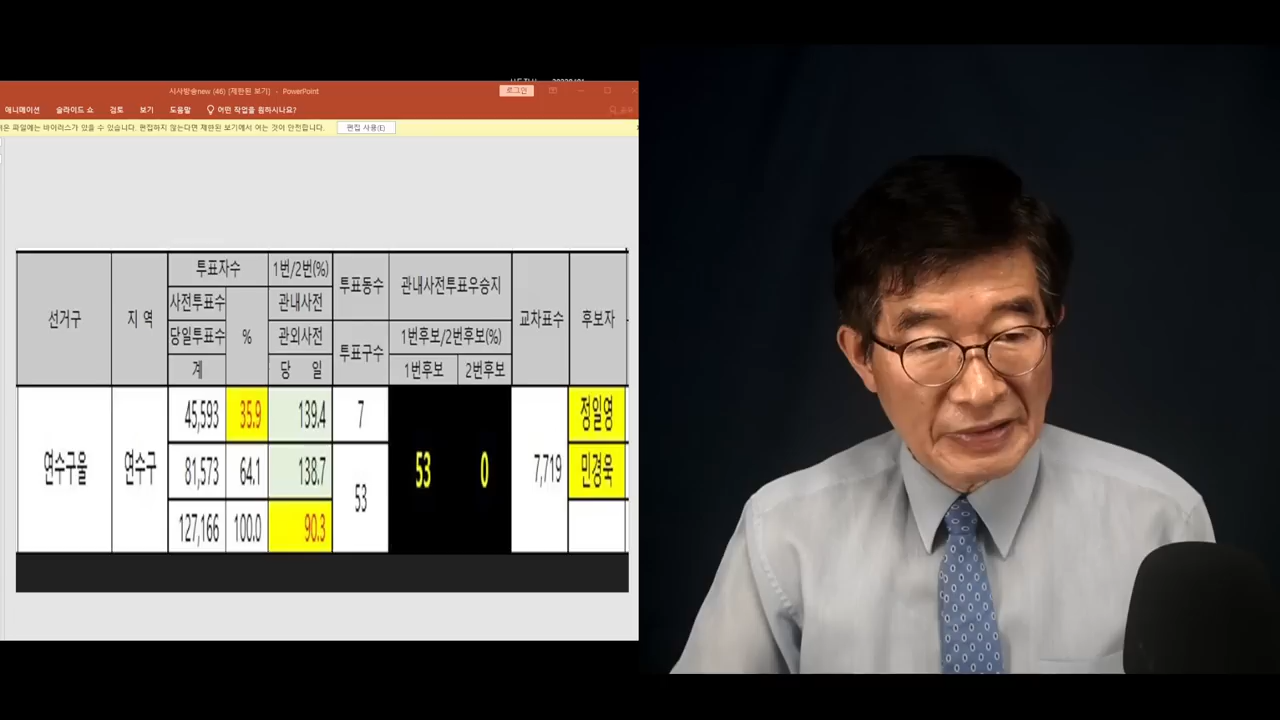 시사방송new (46) [제한된 보기] - PowerPoint
로그인
애니메이션 슬라이드 쇼 검토 보기 도움말 어떤 작업을 원하시나요? 공유
파일에는 바이러스가 있을 수 있습니다. 편집하지 않는다면 제한된 보기에서 여는 것이 안전합니다. 편집 사용(E)
선거구 지 역 투표자수 1번/2번(%) 투표동수 관내사전투표우승지 교차표수 후보자
사전투표수 % 관내사전
당일투표수 관외사전 투표구수 1번후보/2번후보(%)
계 당 일 1번후보 2번후보
연수구을 연수구 45,593 35.9 139.4 7 53 0 7,719 정일영
81,573 64.1 138.7 53 민경욱
127,166 100.0 90.3